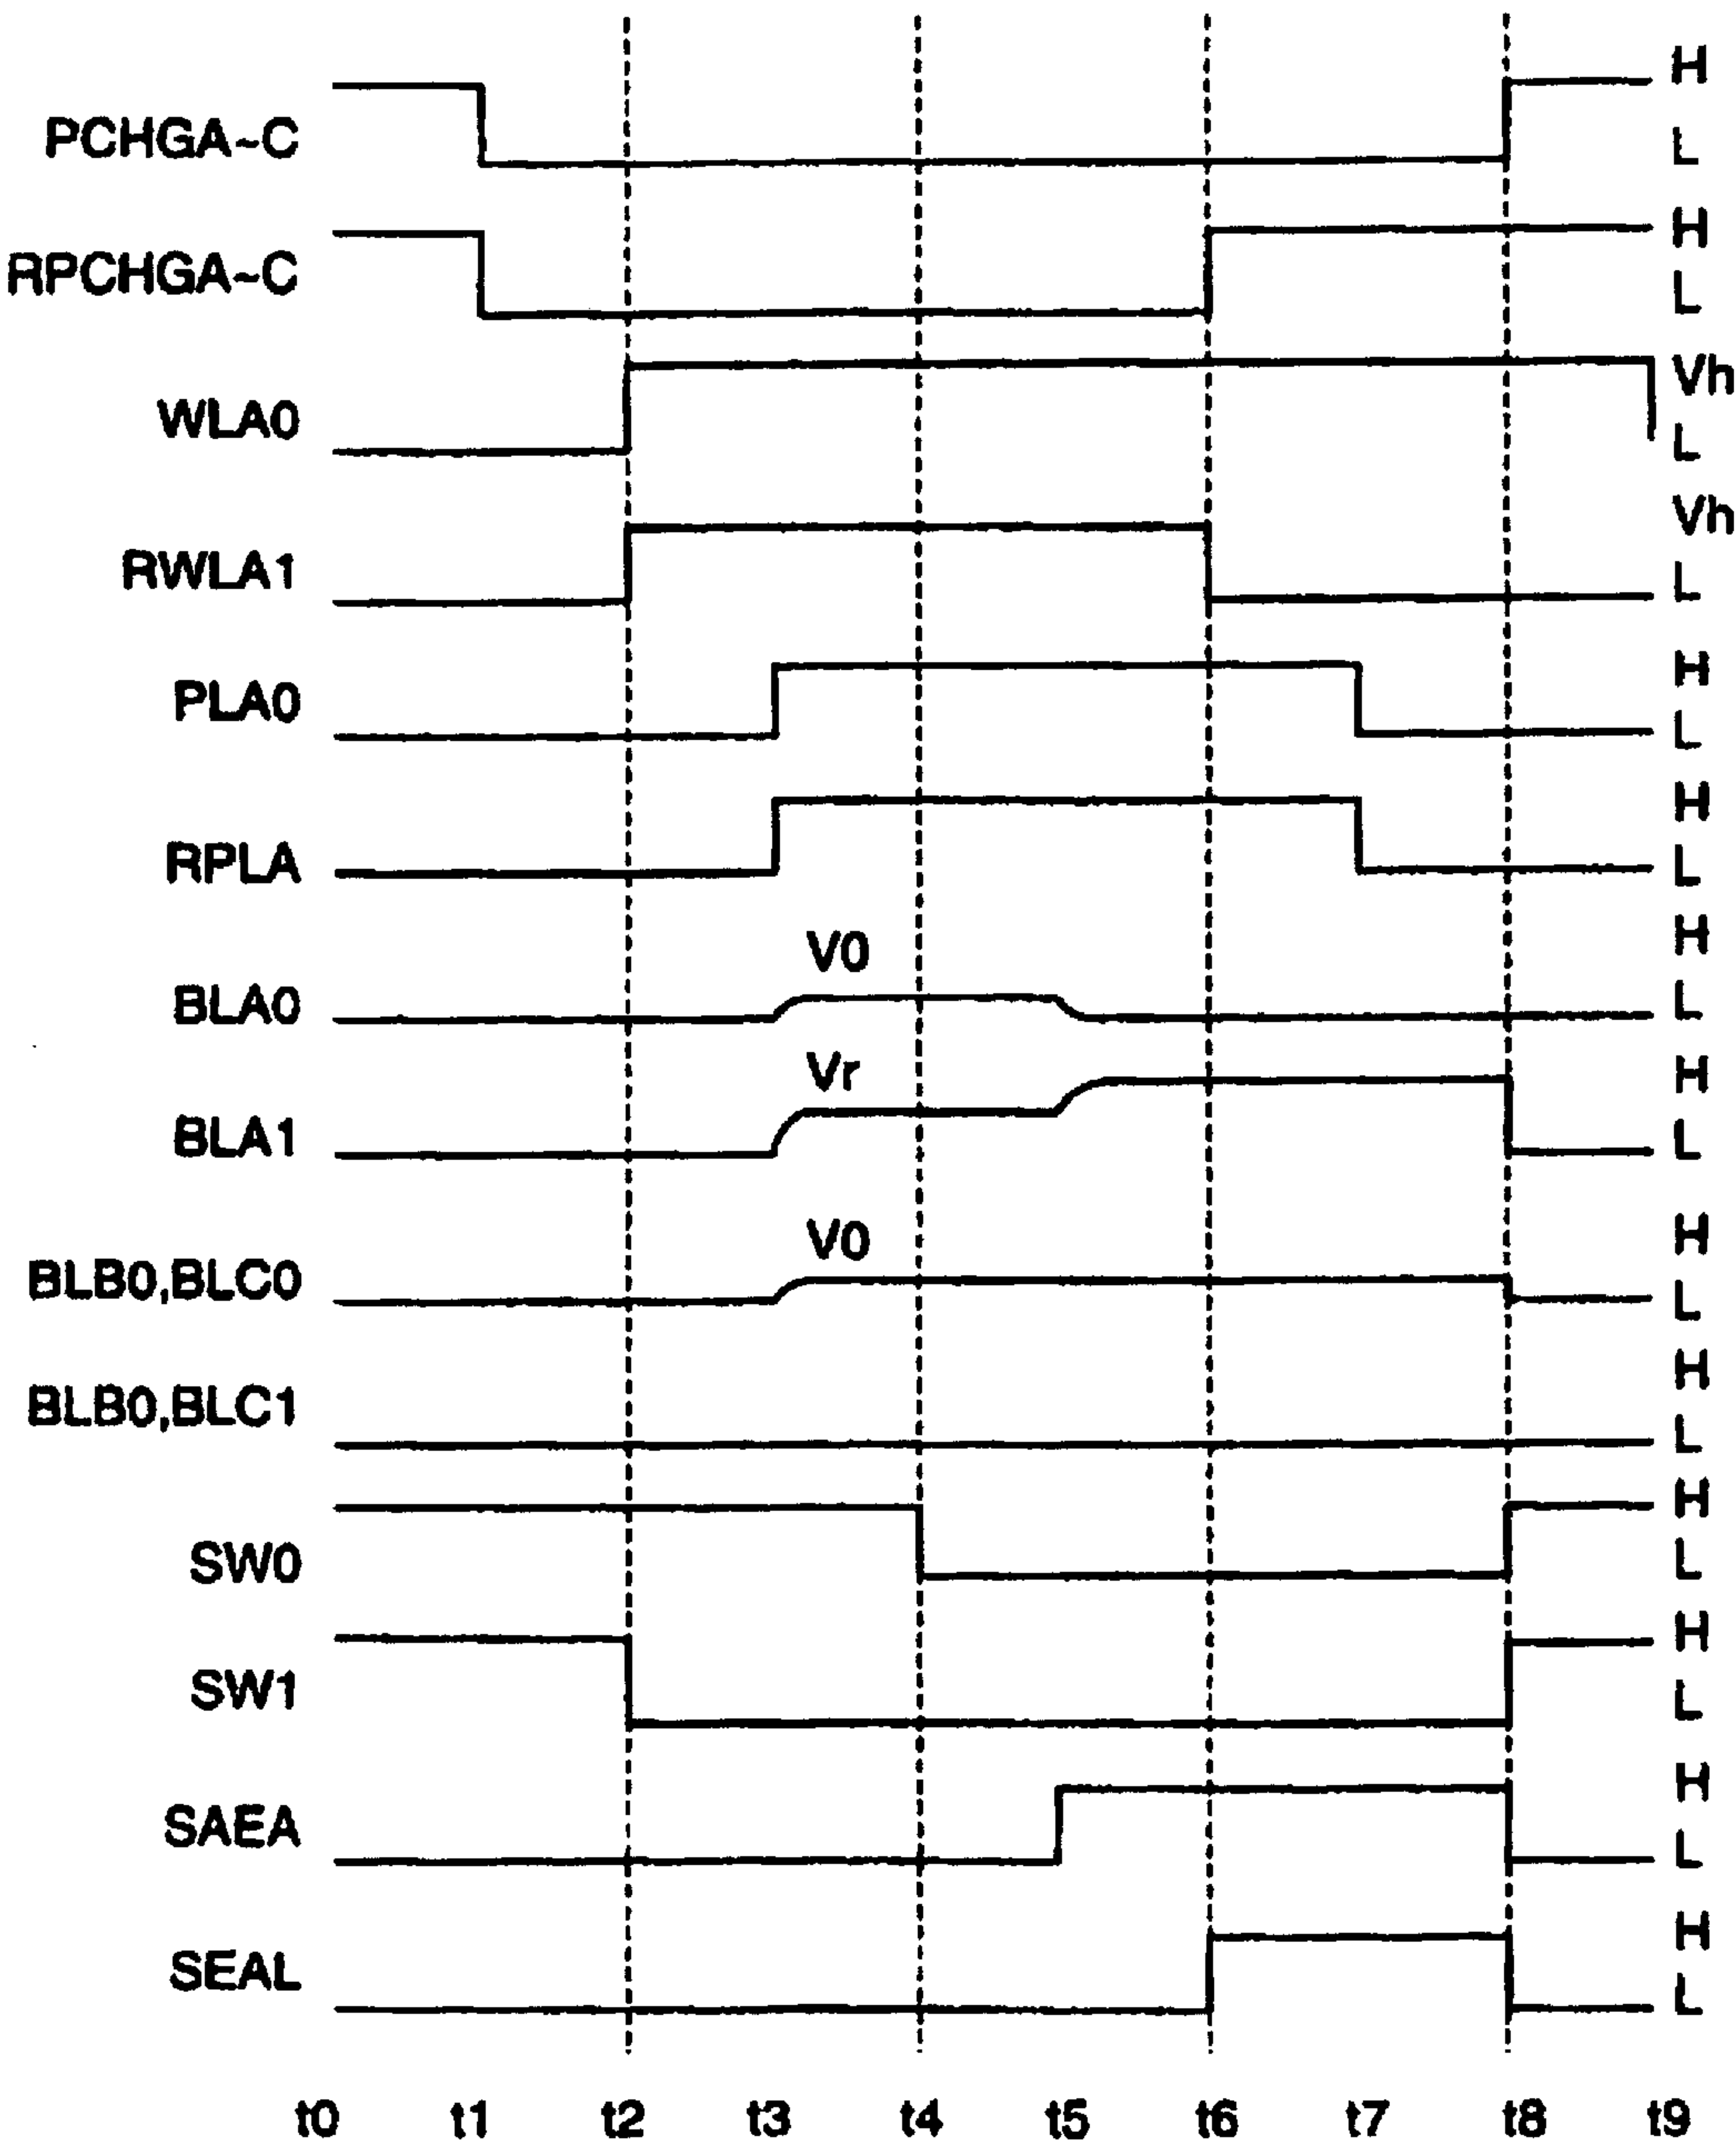 H
PCHGA~C
L
H
RPCHGA~C
L
Vh
WLA0
L
Vh
RWLA1
L
H
PLA0
L
H
RPLA
L
H
V0
BLA0
L
Vr
H
BLA1
L
H
V0
BLB0,BLC0
L
H
BLB0,BLC1
L
H
SW0
L
H
SW1
L
H
SAEA
L
H
SEAL
L
t0 t1 t2 t3 t4 t5 t6 t7 t8 t9